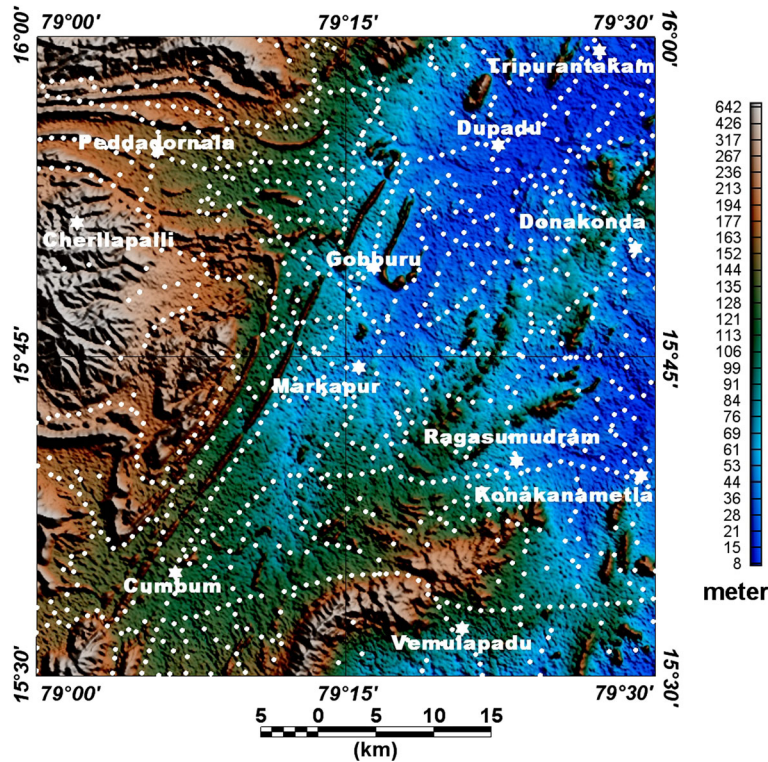 79°00' 79°15' 79°30'
16°00' 16°00'
Tripurantakam
Dupadu
Peddadornala
Donakonda
Cherllapalli
Gobburu
15°45' 15°45'
Markapur
Ragasumudram
Konakanametla
Cumbum
Vemulapadu
15°30' 15°30'
79°00' 79°15' 79°30'
5 0 5 10 15
(km)
642
426
317
267
236
213
194
177
163
152
144
135
128
121
113
106
99
91
84
76
69
61
53
44
36
28
21
15
8
meter